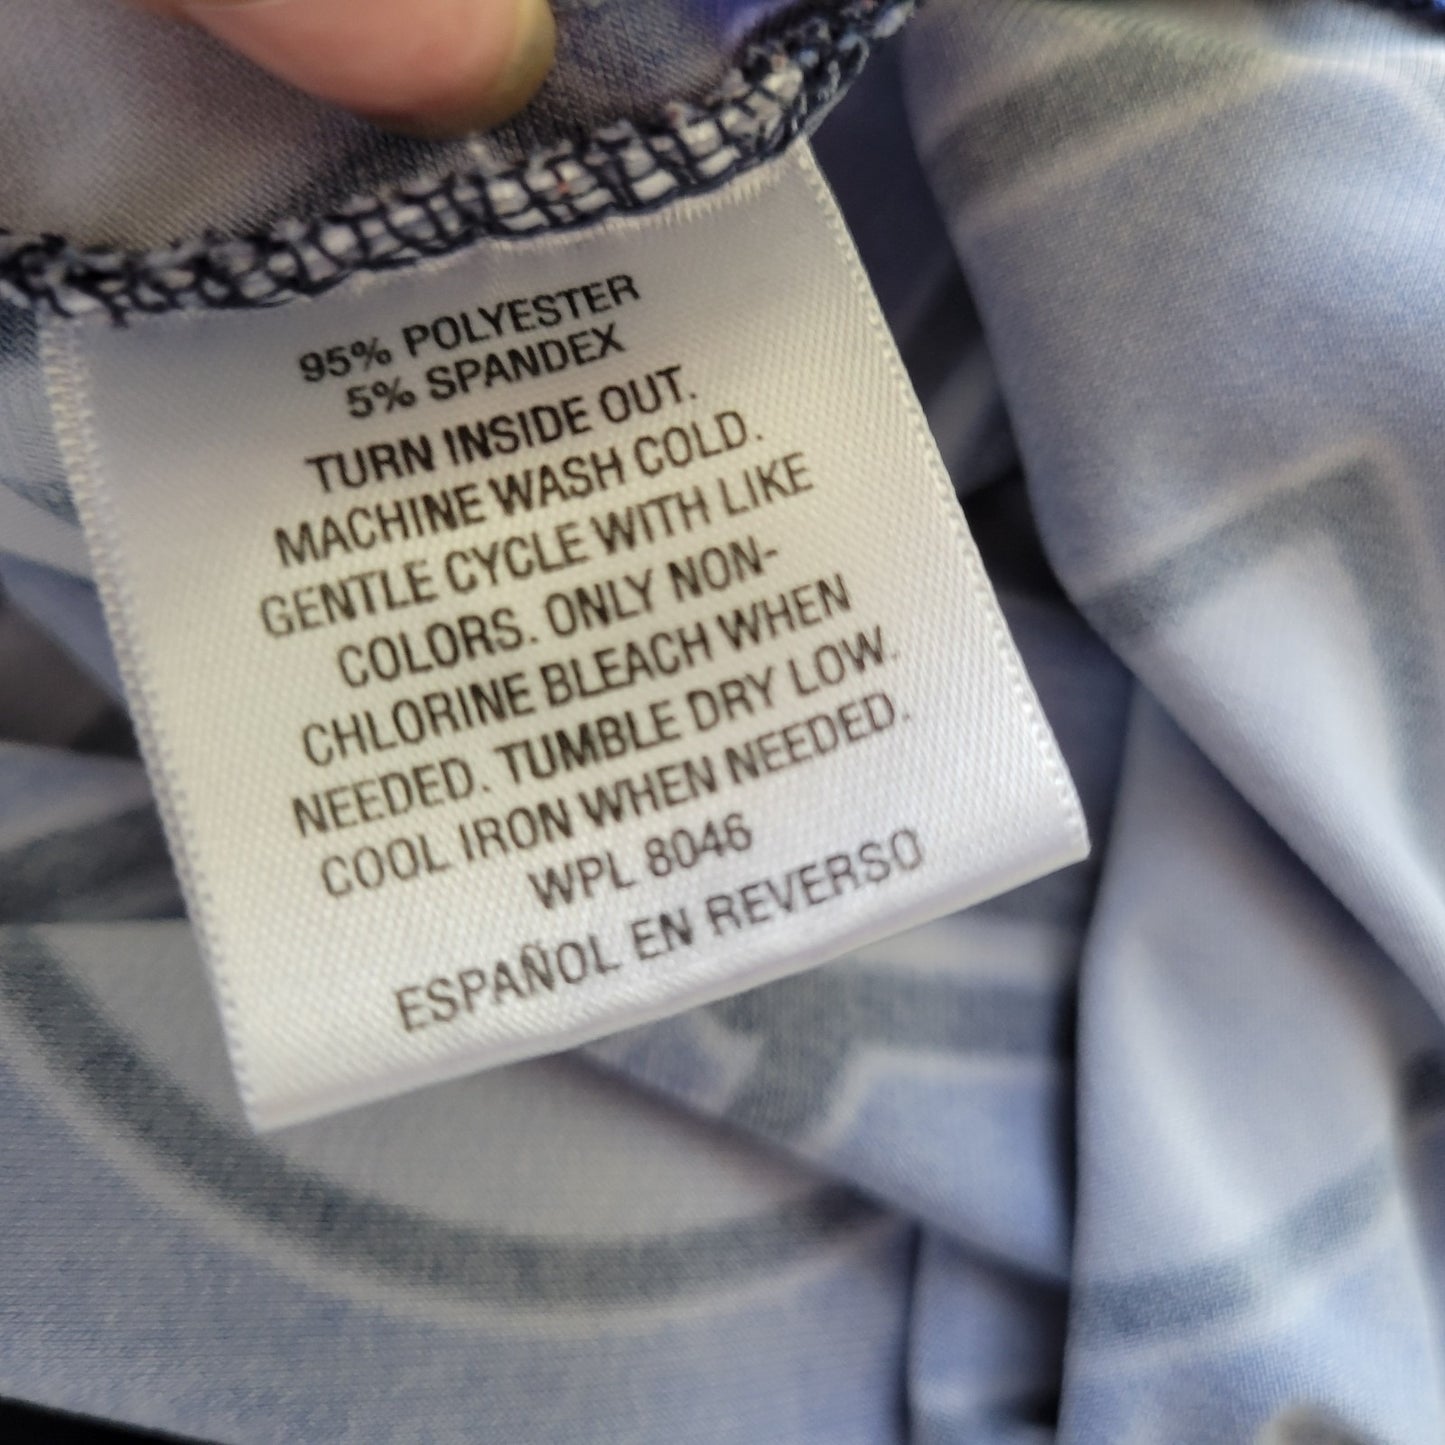 95% POLYESTER
5% SPANDEX
TURN INSIDE OUT.
MACHINE WASH COLD.
GENTLE CYCLE WITH LIKE
COLORS. ONLY NON-
CHLORINE BLEACH WHEN
NEEDED. TUMBLE DRY LOW.
COOL IRON WHEN NEEDED.
WPL 8046
ESPAÑOL EN REVERSO